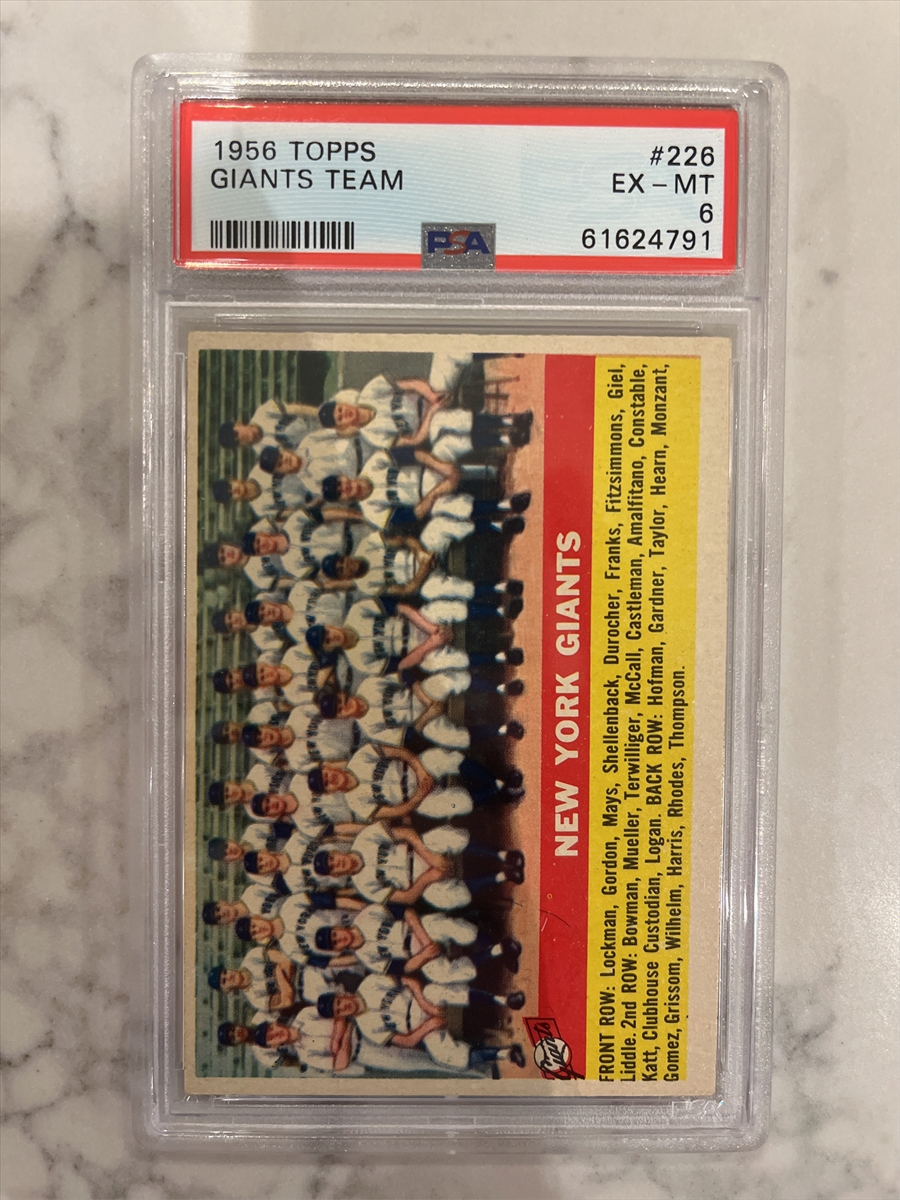 1956 TOPPS
GIANTS TEAM
#226
EX – MT
6
61624791
PSA
NEW YORK GIANTS
Giants
FRONT ROW: Lockman, Gordon, Mays, Shellenback, Durocher, Franks, Fitzsimmons, Giel,
Liddle. 2nd ROW: Bowman, Mueller, Terwilliger, McCall, Castleman, Amalfitano, Constable,
Katt, Clubhouse Custodian, Logan. BACK ROW: Hofman, Gardner, Taylor, Hearn, Monzant,
Gomez, Grissom, Wilhelm, Harris, Rhodes, Thompson.